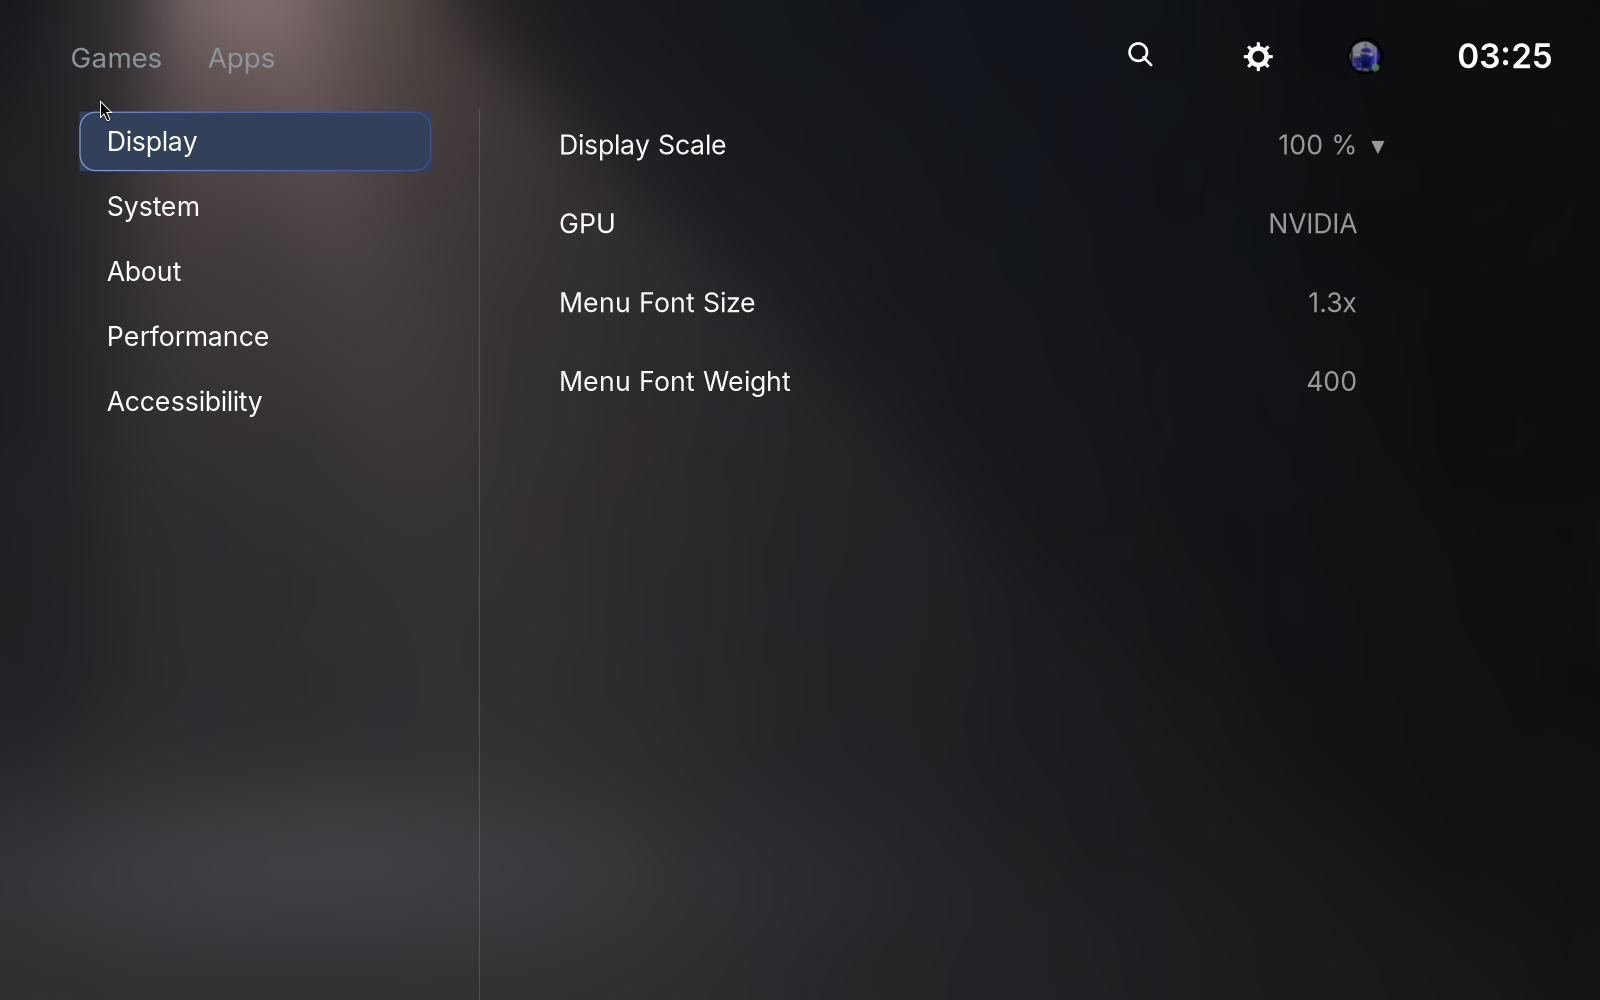 Games Apps 03:25
Display
System
About
Performance
Accessibility
Display Scale 100 % ▼
GPU NVIDIA
Menu Font Size 1.3x
Menu Font Weight 400